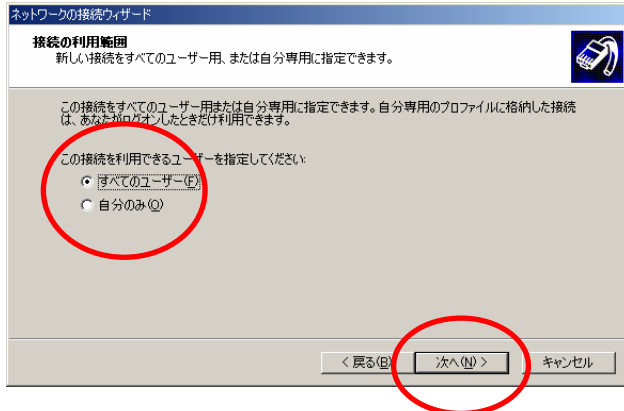 ネットワークの接続ウィザード
接続の利用範囲
新しい接続をすべてのユーザー用、または自分専用に指定できます。
この接続をすべてのユーザー用または自分専用に指定できます。自分専用のプロファイルに格納した接続
は、あなたがログオンしたときだけ利用できます。
この接続を利用できるユーザーを指定してください:
すべてのユーザー(F)
自分のみ(O)
< 戻る(B) 次へ(N) > キャンセル